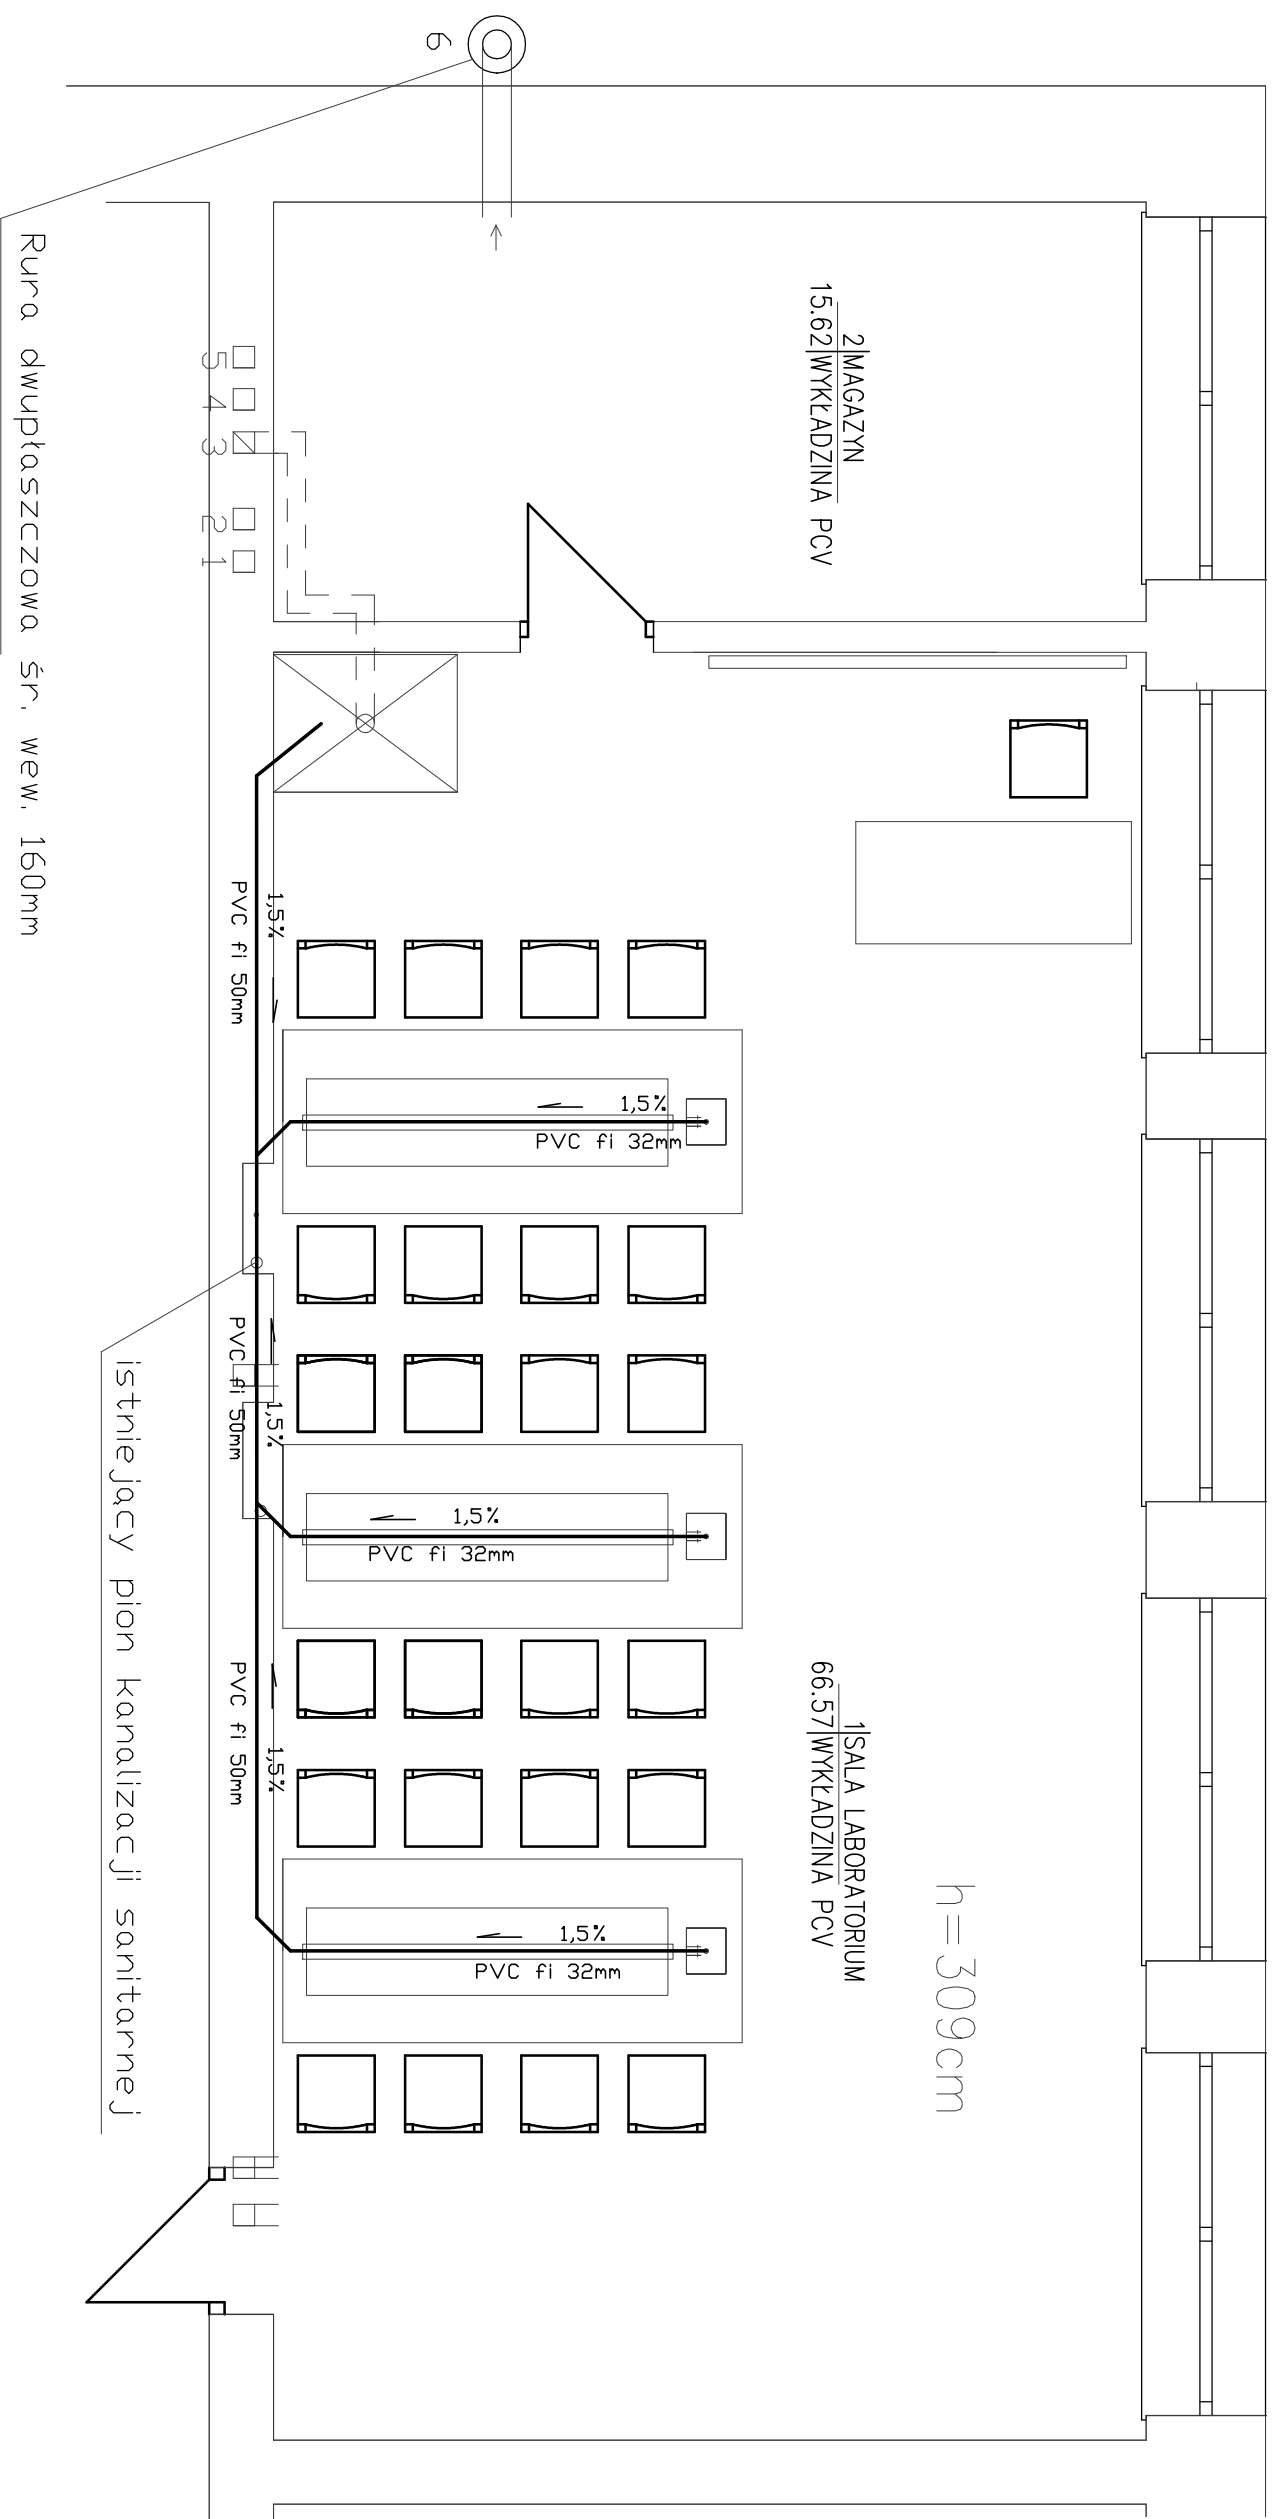 6
Rura dwupłaszczowa śr. wew. 160mm
5 4 3 2 1
2 MAGAZYN
15.62 WYKŁADZINA PCV
1,5%
PVC fi 50mm
1,5%
PVC fi 32mm
PVC fi 50mm
1,5%
1,5%
PVC fi 32mm
PVC fi 50mm
1,5%
1,5%
PVC fi 32mm
istniejący pion kanalizacji sanitarnej
1 SALA LABORATORIUM
66.57 WYKŁADZINA PCV
h=309cm